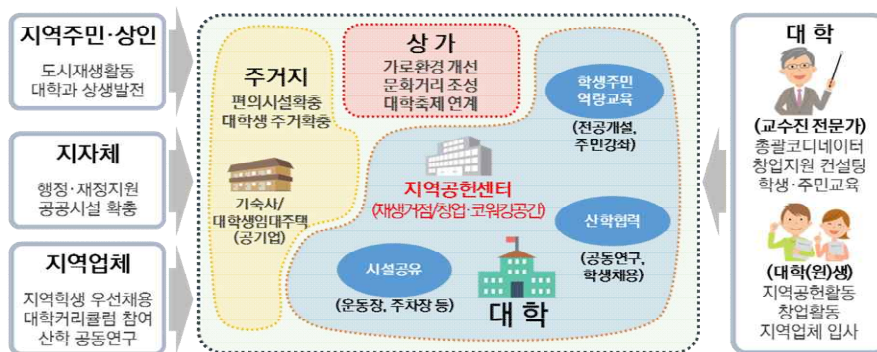 지역주민·상인
도시재생활동
대학과 상생발전
지자체
행정·재정지원
공공시설 확충
지역업체
지역학생 우선채용
대학커리큘럼 참여
산학 공동연구
주거지
편의시설확충
대학생 주거확충
기숙사/
대학생임대주택
(공기업)
상 가
가로환경 개선
문화거리 조성
대학축제 연계
학생주민
역량교육
(전공개설,
주민강좌)
지역공헌센터
(재생거점/창업·코워킹공간)
산학협력
(공동연구,
학생채용)
시설공유
(운동장, 주차장 등)
대 학
대 학
(교수진 전문가)
총괄코디네이터
창업지원 컨설팅
학생·주민교육
(대학(원)생)
지역공헌활동
창업활동
지역업체 입사